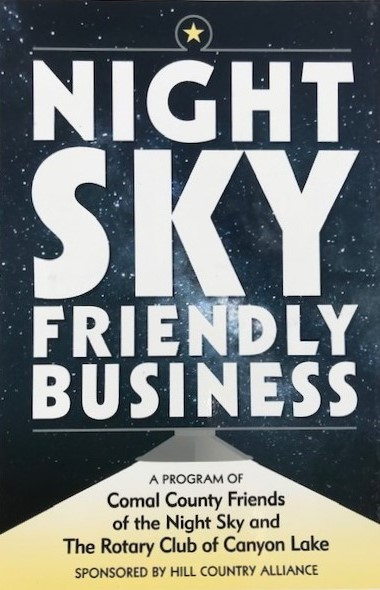 NIGHT
SKY
FRIENDLY
BUSINESS
A PROGRAM OF
Comal County Friends
of the Night Sky and
The Rotary Club of Canyon Lake
SPONSORED BY HILL COUNTRY ALLIANCE